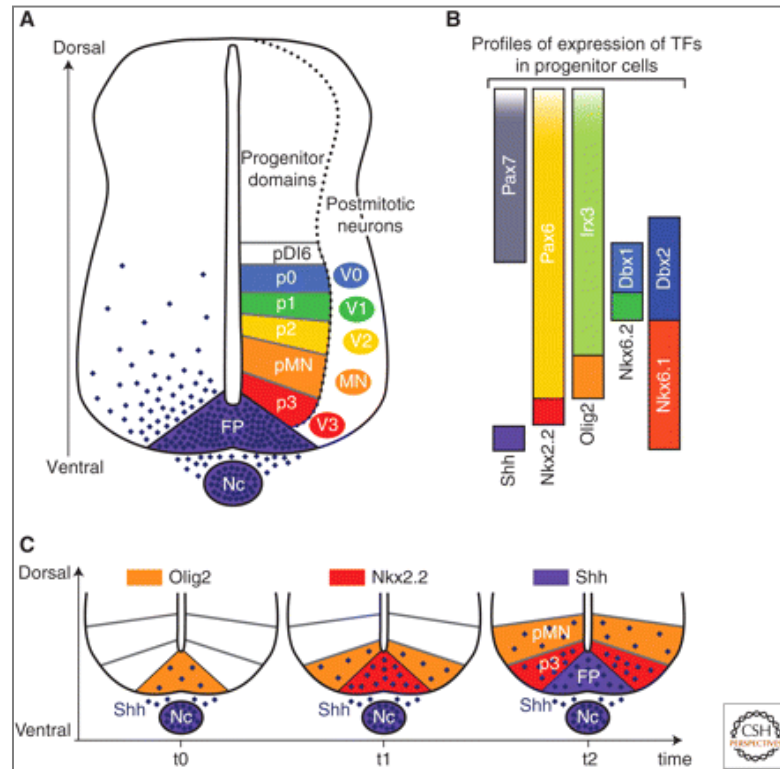 A
Dorsal
Progenitor
domains
Postmitotic
neurons
pDI6
p0
V0
p1
V1
p2
V2
pMN
MN
p3
V3
FP
Ventral
Nc
B
Profiles of expression of TFs
in progenitor cells
Pax7
Pax6
Irx3
Dbx1
Dbx2
Nkx6.2
Nkx6.1
Olig2
Nkx2.2
Shh
C
Dorsal
Olig2
Nkx2.2
Shh
pMN
p3
FP
Shh
Nc
Shh
Nc
Shh
Nc
Ventral
t0
t1
t2
time
CSH
PERSPECTIVES